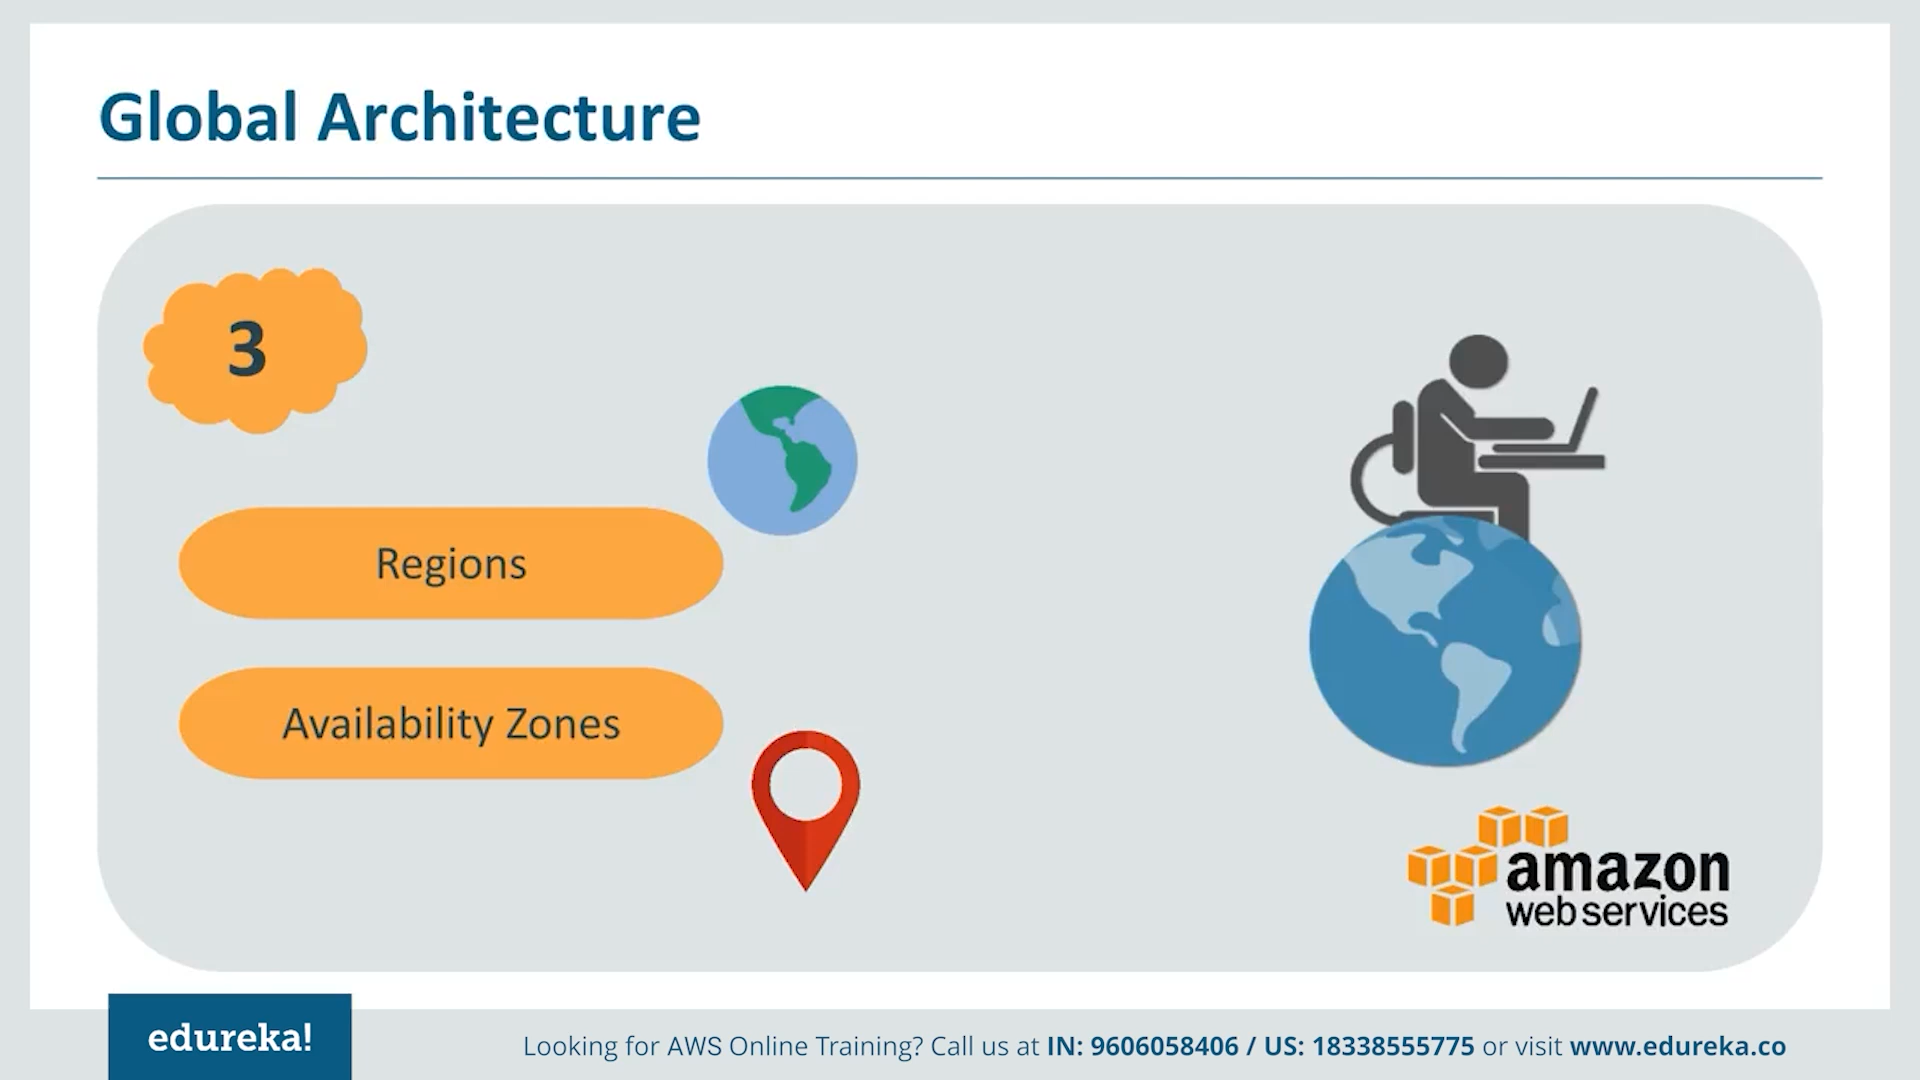 Global Architecture
3
Regions
Availability Zones
amazon
web services
edureka!
Looking for AWS Online Training? Call us at IN: 9606058406 / US: 18338555775 or visit www.edureka.co